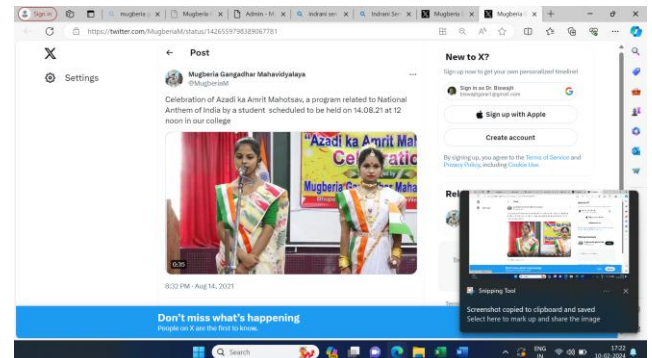 Sign in
mugberia g
Mugberia G
Admin - M
Indrani sen
Indrani Sen
Mugberia G
Mugberia G
https://twitter.com/MugberiaM/status/1426559798389067781
Settings
Post
Mugberia Gangadhar Mahavidyalaya
@MugberiaM
Celebration of Azadi ka Amrit Mahotsav, a program related to National
Anthem of India by a student scheduled to be held on 14.08.21 at 12
noon in our college
"Azadi ka Amrit Mah
Mugberia
Maha
0:35
8:32 PM · Aug 14, 2021
New to X?
Sign up now to get your own personalized timeline!
Sign in as Dr. Biswajit
Sign up with Apple
Create account
By signing up, you agree to the Terms of Service and
Privacy Policy, including Cookie Use.
Snipping Tool
Screenshot copied to clipboard and saved
Select here to mark up and share the image
Don't miss what's happening
People on X are the first to know.
Search
ENG
IN
17:22
10-02-2024